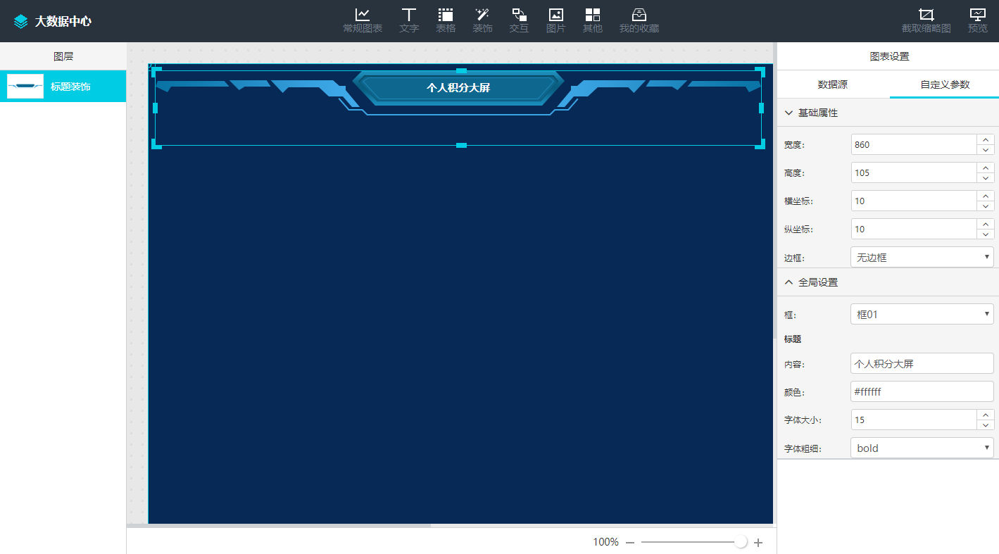 大数据中心
常规图表 文字 表格 装饰 交互 图片 其他 我的收藏 截取缩略图 预览
图层
标题装饰
个人积分大屏
100%
图表设置
数据源 自定义参数
基础属性
宽度: 860
高度: 105
横坐标: 10
纵坐标: 10
边框: 无边框
全局设置
框: 框01
标题
内容: 个人积分大屏
颜色: #ffffff
字体大小: 15
字体粗细: bold